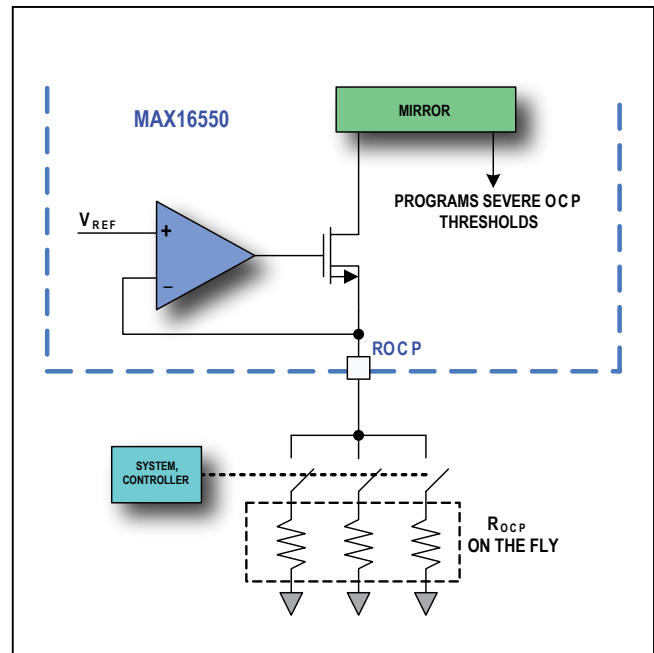 MAX16550
MIRROR
PROGRAMS SEVERE OCP
THRESHOLDS
VREF
+
−
ROCP
SYSTEM,
CONTROLLER
ROCP
ON THE FLY